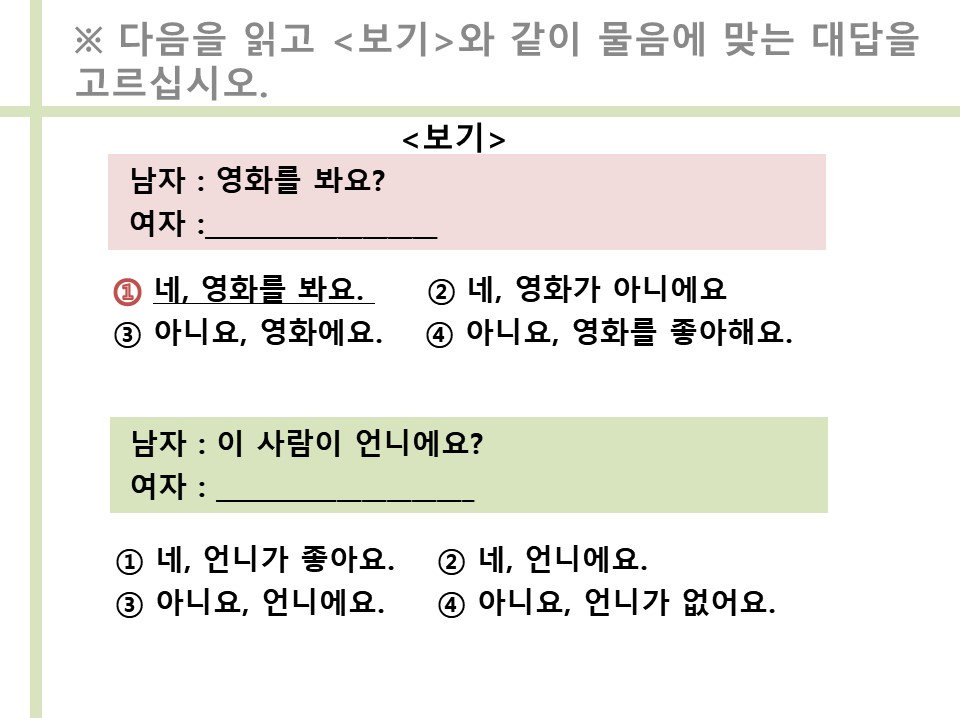 ※ 다음을 읽고 <보기>와 같이 물음에 맞는 대답을
고르십시오.
<보기>
남자 : 영화를 봐요?
여자 :__________________
① 네, 영화를 봐요. ② 네, 영화가 아니에요
③ 아니요, 영화에요. ④ 아니요, 영화를 좋아해요.
남자 : 이 사람이 언니에요?
여자 : ____________________
① 네, 언니가 좋아요. ② 네, 언니에요.
③ 아니요, 언니에요. ④ 아니요, 언니가 없어요.